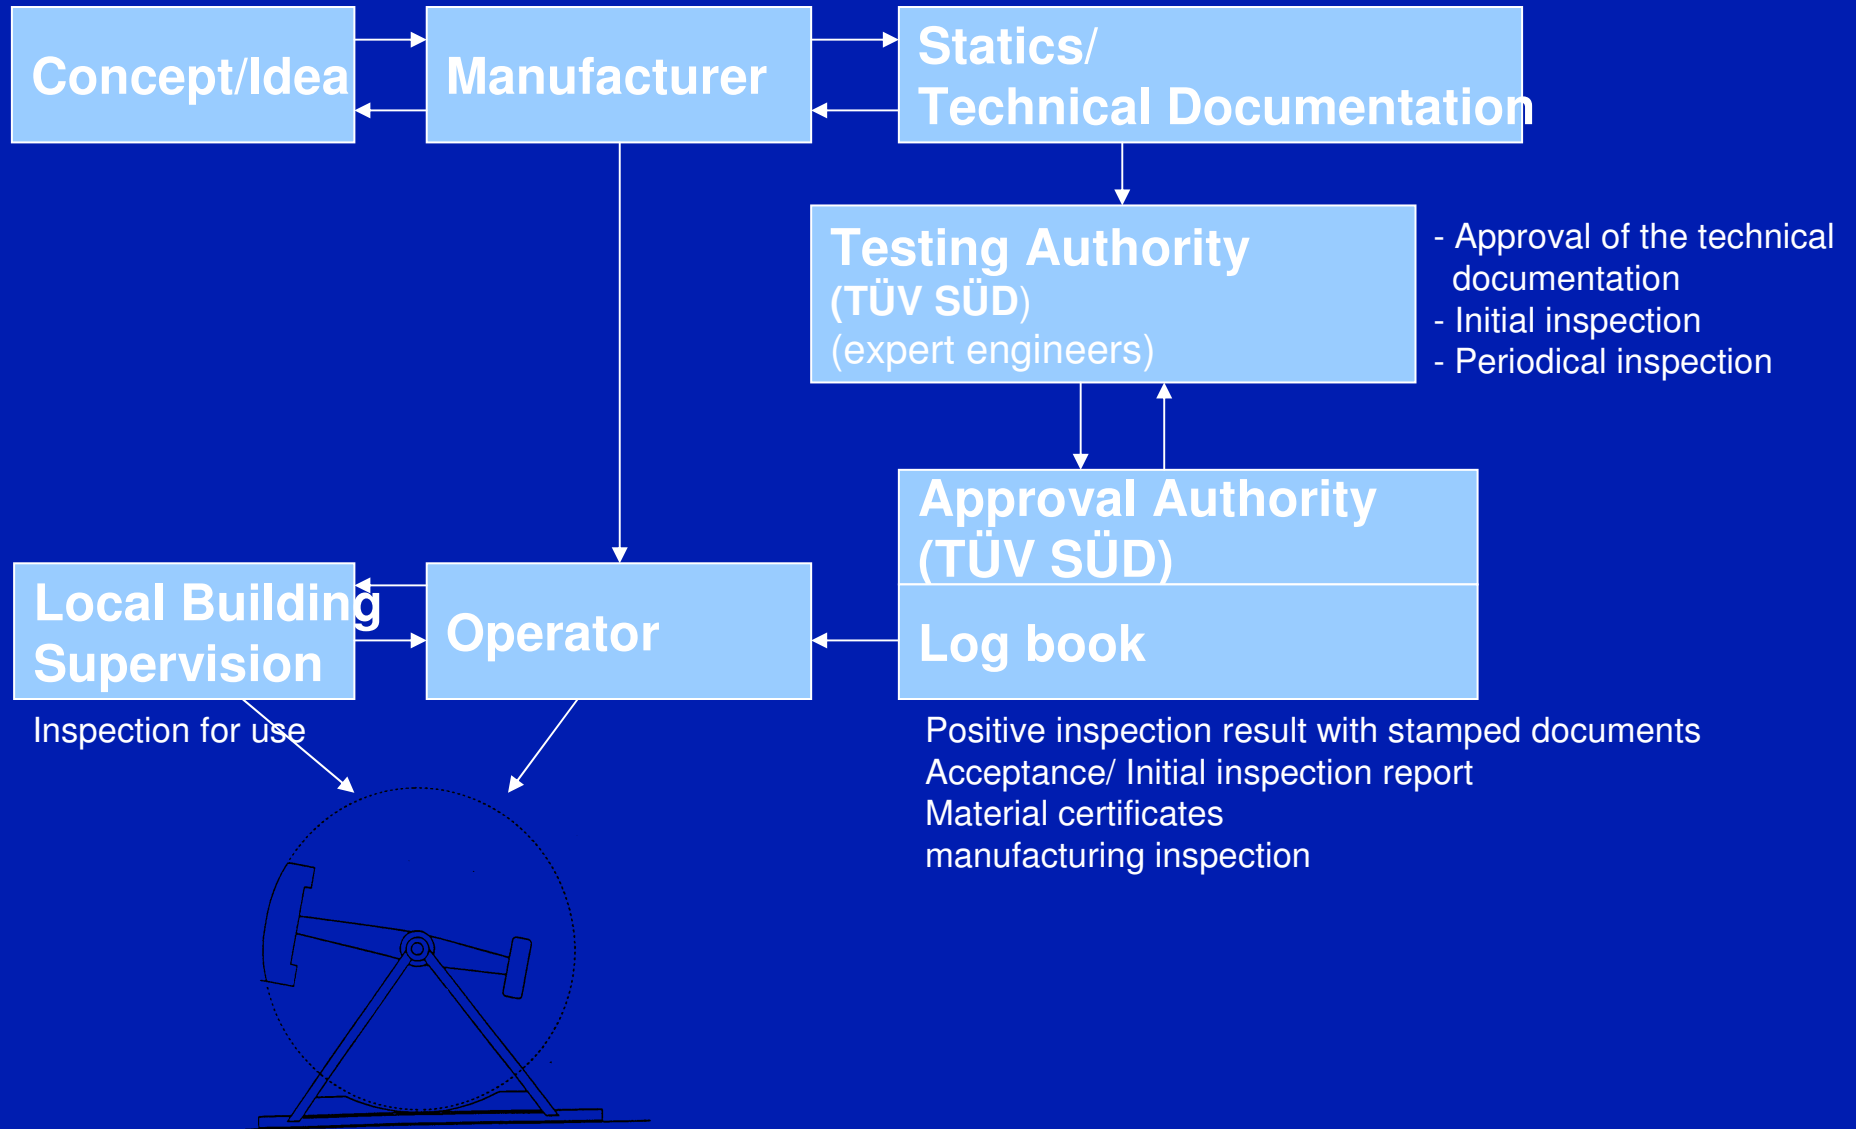 Concept/Idea
Manufacturer
Statics/
Technical Documentation
Testing Authority
(TÜV SÜD)
(expert engineers)
- Approval of the technical
documentation
- Initial inspection
- Periodical inspection
Approval Authority
(TÜV SÜD)
Log book
Local Building
Supervision
Operator
Inspection for use
Positive inspection result with stamped documents
Acceptance/ Initial inspection report
Material certificates
manufacturing inspection